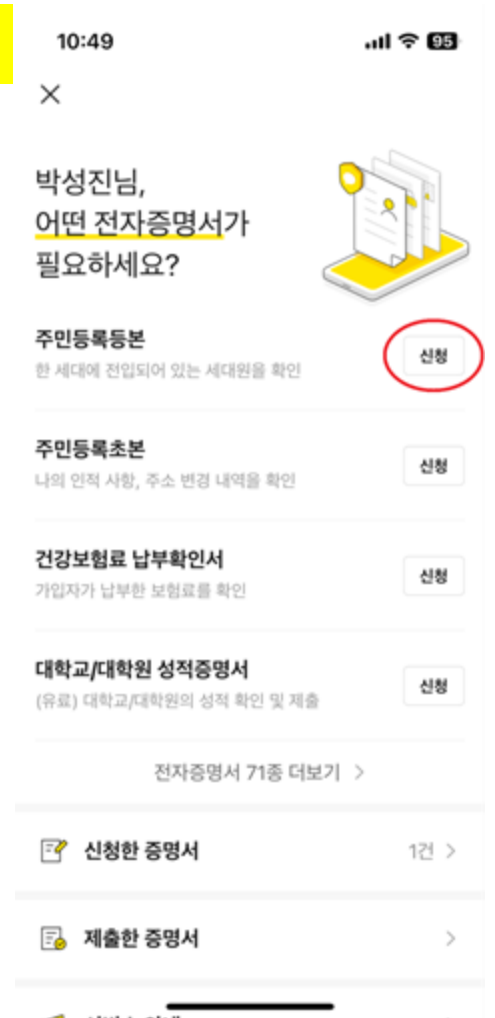 10:49
95
박성진님,
어떤 전자증명서가
필요하세요?
주민등록등본
한 세대에 전입되어 있는 세대원을 확인
신청
주민등록초본
나의 인적 사항, 주소 변경 내역을 확인
신청
건강보험료 납부확인서
가입자가 납부한 보험료를 확인
신청
대학교/대학원 성적증명서
(유료) 대학교/대학원의 성적 확인 및 제출
신청
전자증명서 71종 더보기 >
신청한 증명서
1건 >
제출한 증명서
>